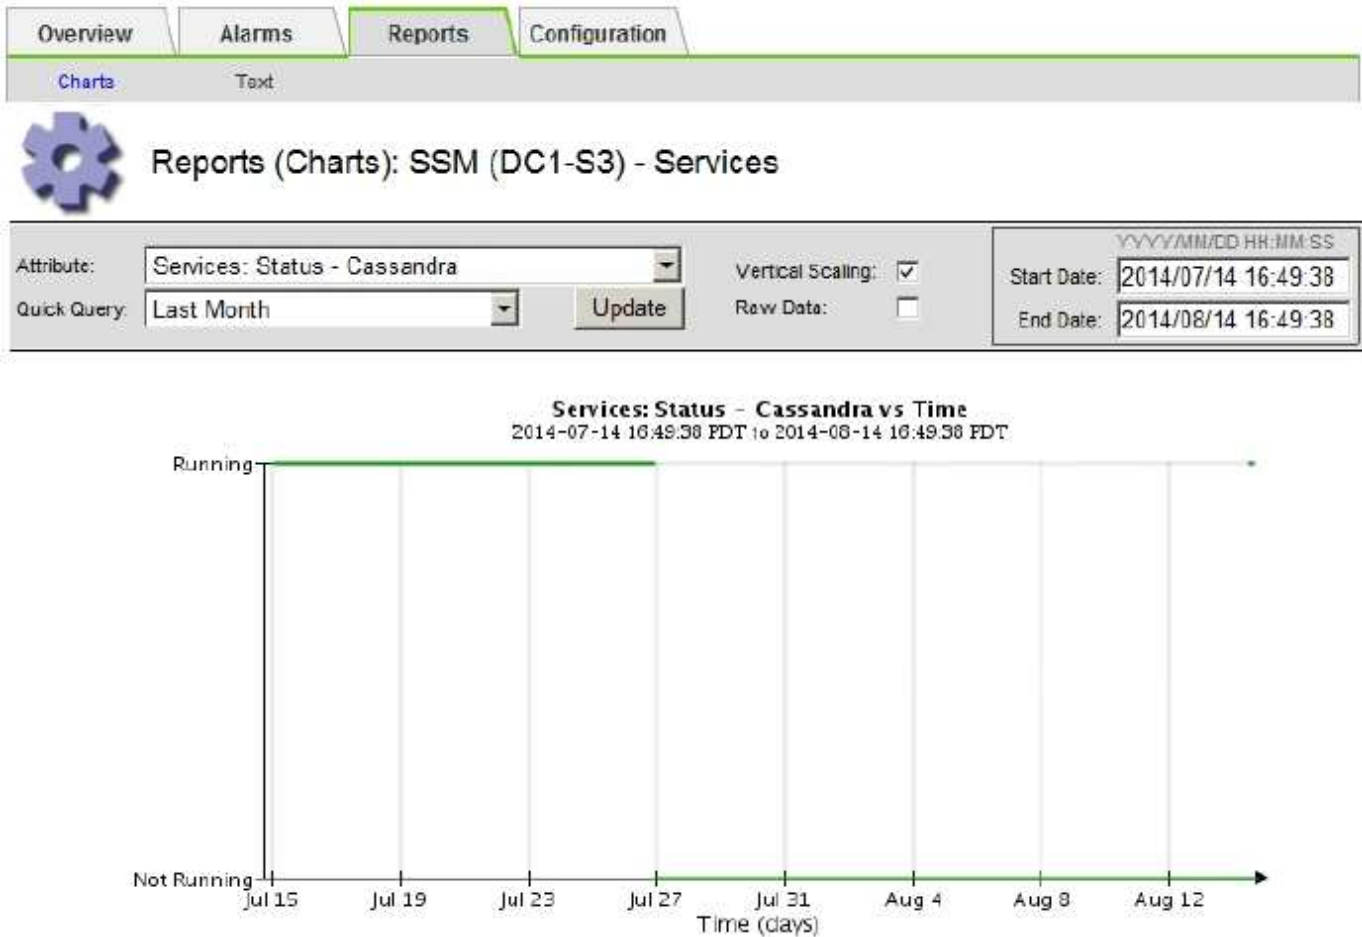 Overview Alarms Reports Configuration
Charts Text
Reports (Charts): SSM (DC1-S3) - Services
YYYY/MM/DD HH:MM:SS
Attribute: Services: Status - Cassandra Vertical Scaling: Start Date: 2014/07/14 16:49:38
Quick Query: Last Month Update Raw Data: End Date: 2014/08/14 16:49:38
Services: Status - Cassandra vs Time
2014-07-14 16:49:38 PDT to 2014-08-14 16:49:38 PDT
Running
Not Running
Jul 15 Jul 19 Jul 23 Jul 27 Jul 31 Aug 4 Aug 8 Aug 12
Time (days)